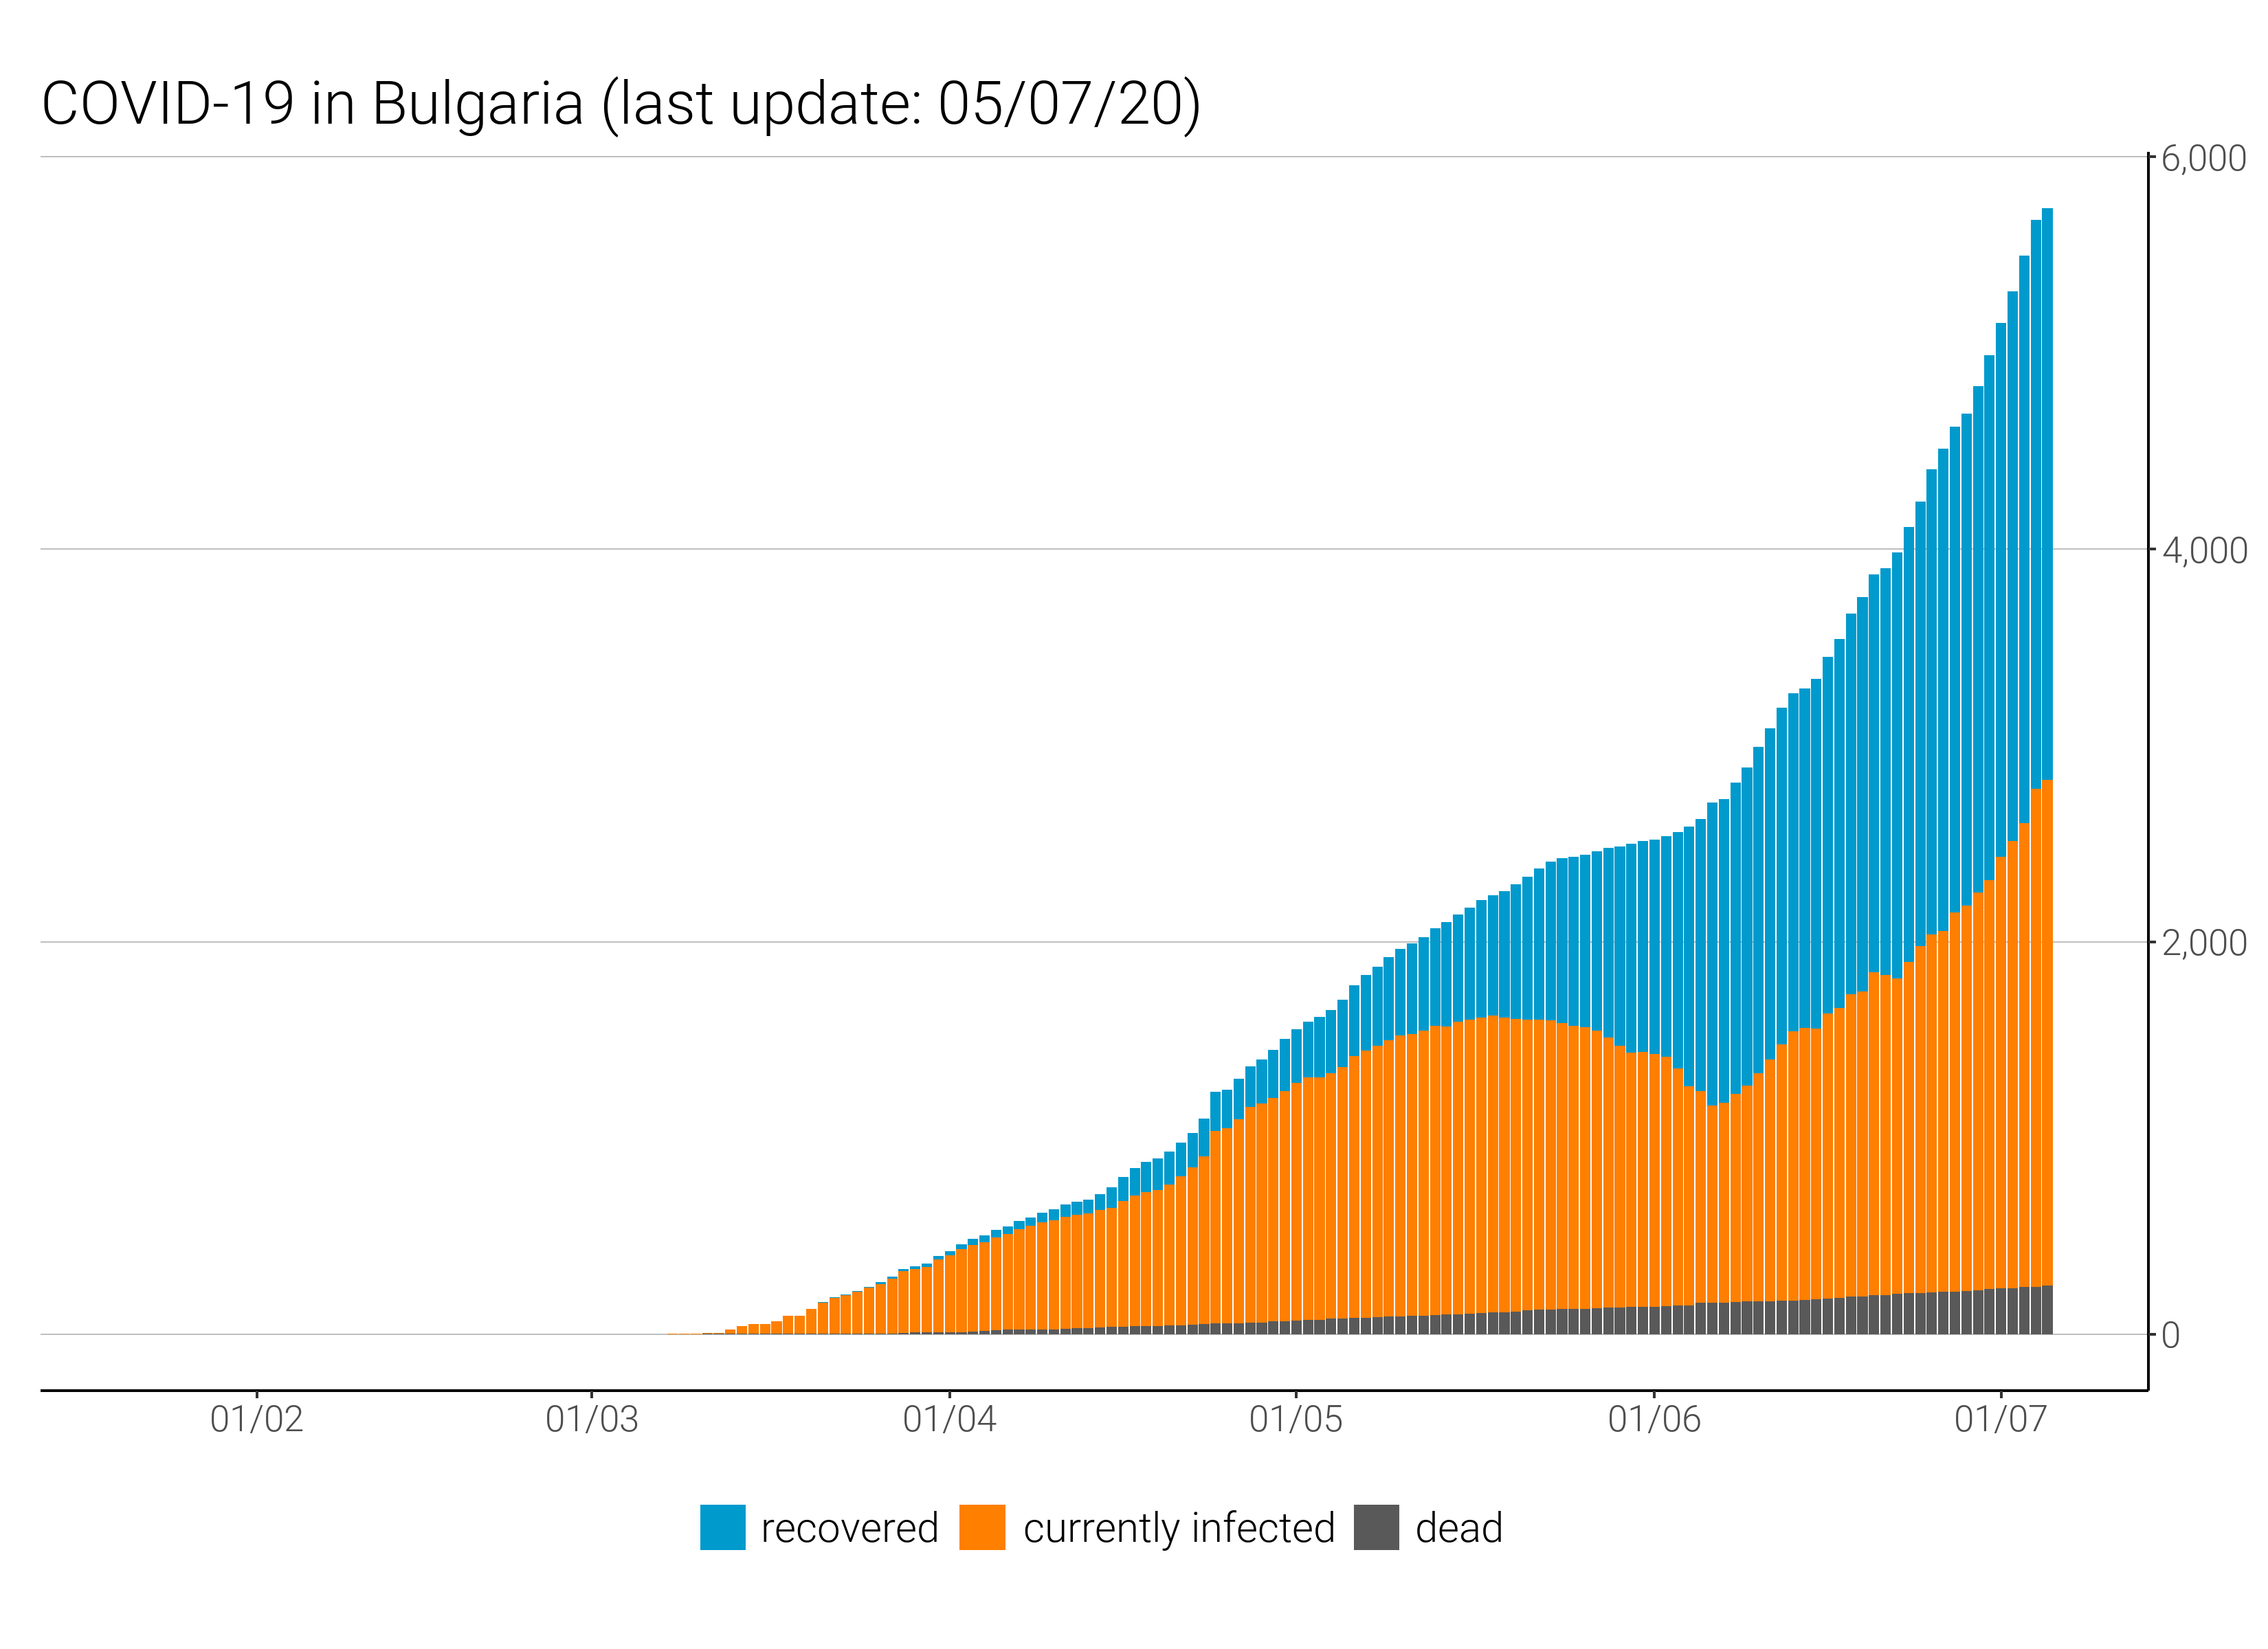 COVID-19 in Bulgaria (last update: 05/07/20)
6,000
4,000
2,000
0
01/02 01/03 01/04 01/05 01/06 01/07
recovered currently infected dead